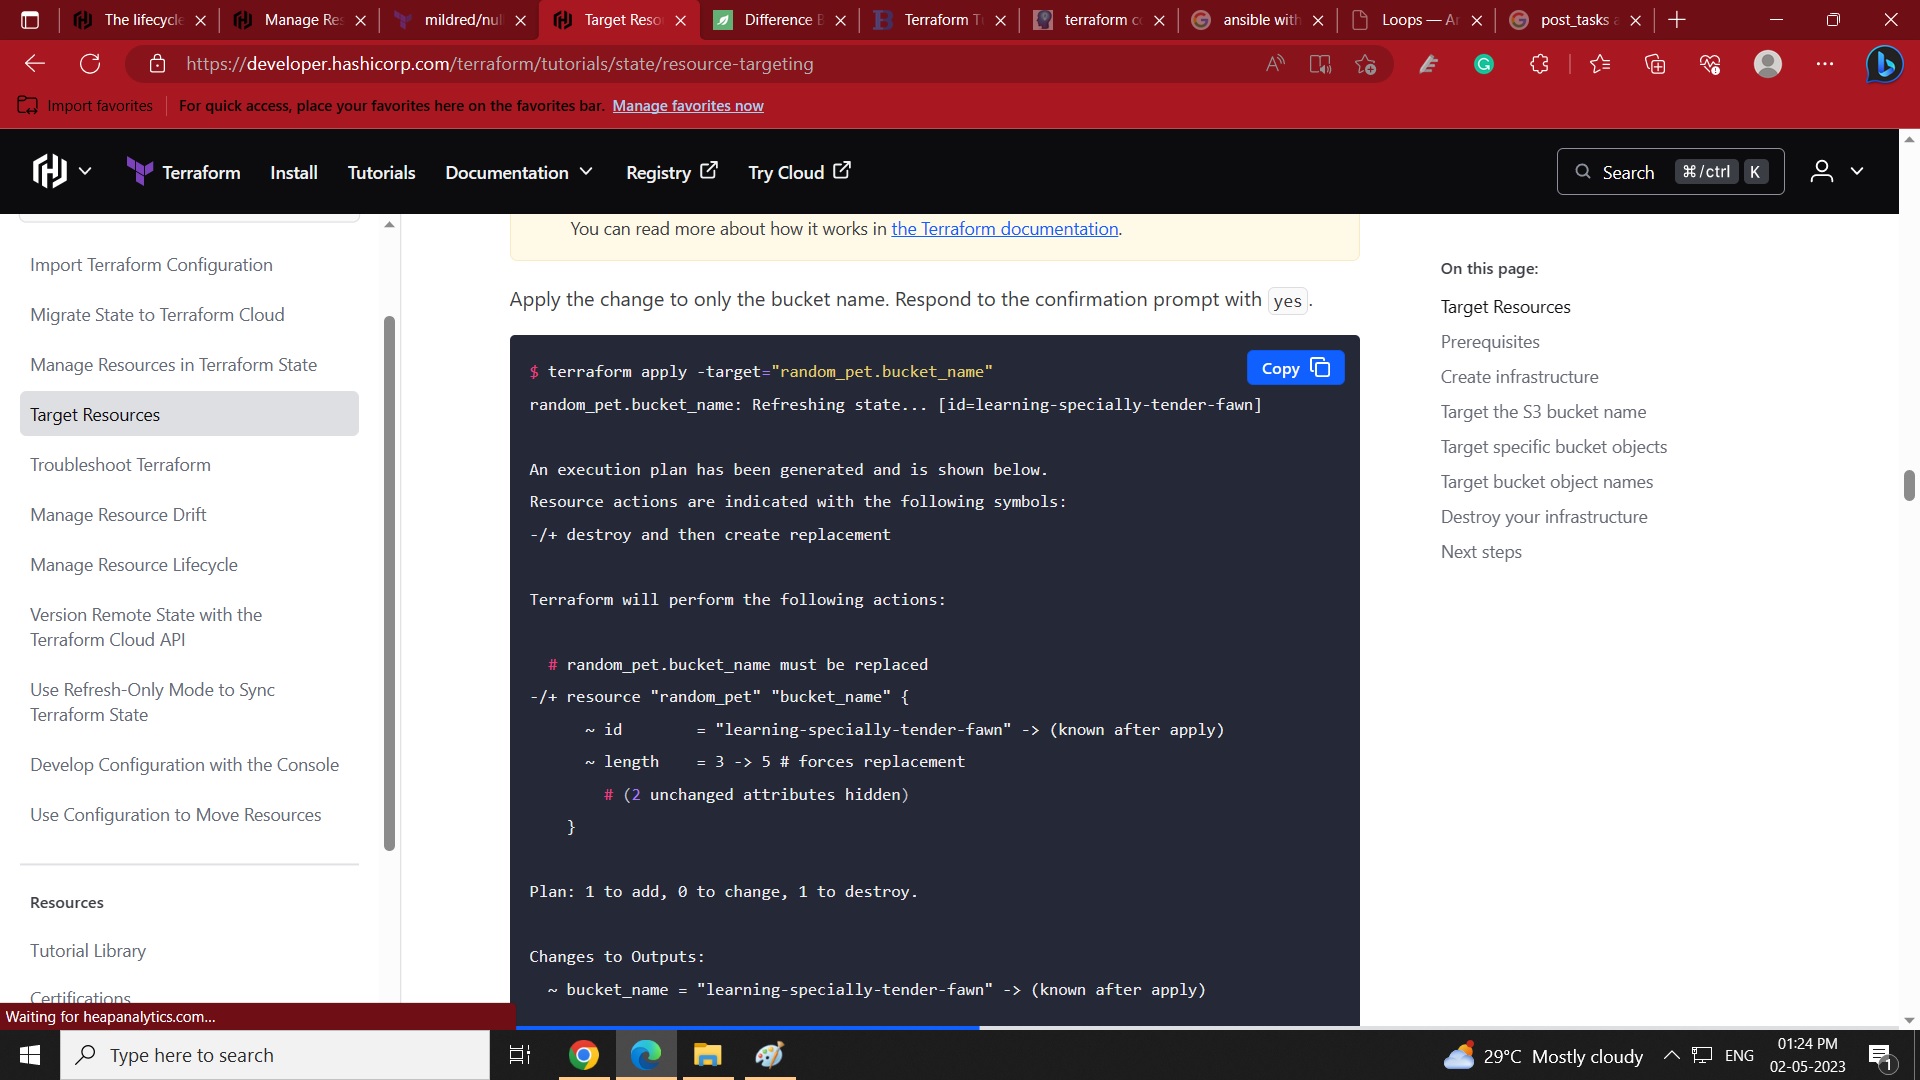 The lifecycle
Manage Res
mildred/null
Target Reso
Difference B
Terraform T
terraform co
ansible with
Loops — An
post_tasks a
https://developer.hashicorp.com/terraform/tutorials/state/resource-targeting
Import favorites
For quick access, place your favorites here on the favorites bar. Manage favorites now
Terraform
Install
Tutorials
Documentation
Registry
Try Cloud
Search
⌘/ctrl
K
Import Terraform Configuration
Migrate State to Terraform Cloud
Manage Resources in Terraform State
Target Resources
Troubleshoot Terraform
Manage Resource Drift
Manage Resource Lifecycle
Version Remote State with the
Terraform Cloud API
Use Refresh-Only Mode to Sync
Terraform State
Develop Configuration with the Console
Use Configuration to Move Resources
Resources
Tutorial Library
Certifications
You can read more about how it works in the Terraform documentation.
Apply the change to only the bucket name. Respond to the confirmation prompt with yes.
Copy
$ terraform apply -target="random_pet.bucket_name"
random_pet.bucket_name: Refreshing state... [id=learning-specially-tender-fawn]
An execution plan has been generated and is shown below.
Resource actions are indicated with the following symbols:
-/+ destroy and then create replacement
Terraform will perform the following actions:
# random_pet.bucket_name must be replaced
-/+ resource "random_pet" "bucket_name" {
~ id = "learning-specially-tender-fawn" -> (known after apply)
~ length = 3 -> 5 # forces replacement
# (2 unchanged attributes hidden)
}
Plan: 1 to add, 0 to change, 1 to destroy.
Changes to Outputs:
~ bucket_name = "learning-specially-tender-fawn" -> (known after apply)
On this page:
Target Resources
Prerequisites
Create infrastructure
Target the S3 bucket name
Target specific bucket objects
Target bucket object names
Destroy your infrastructure
Next steps
Waiting for heapanalytics.com...
Type here to search
29°C Mostly cloudy
ENG
01:24 PM
02-05-2023
1